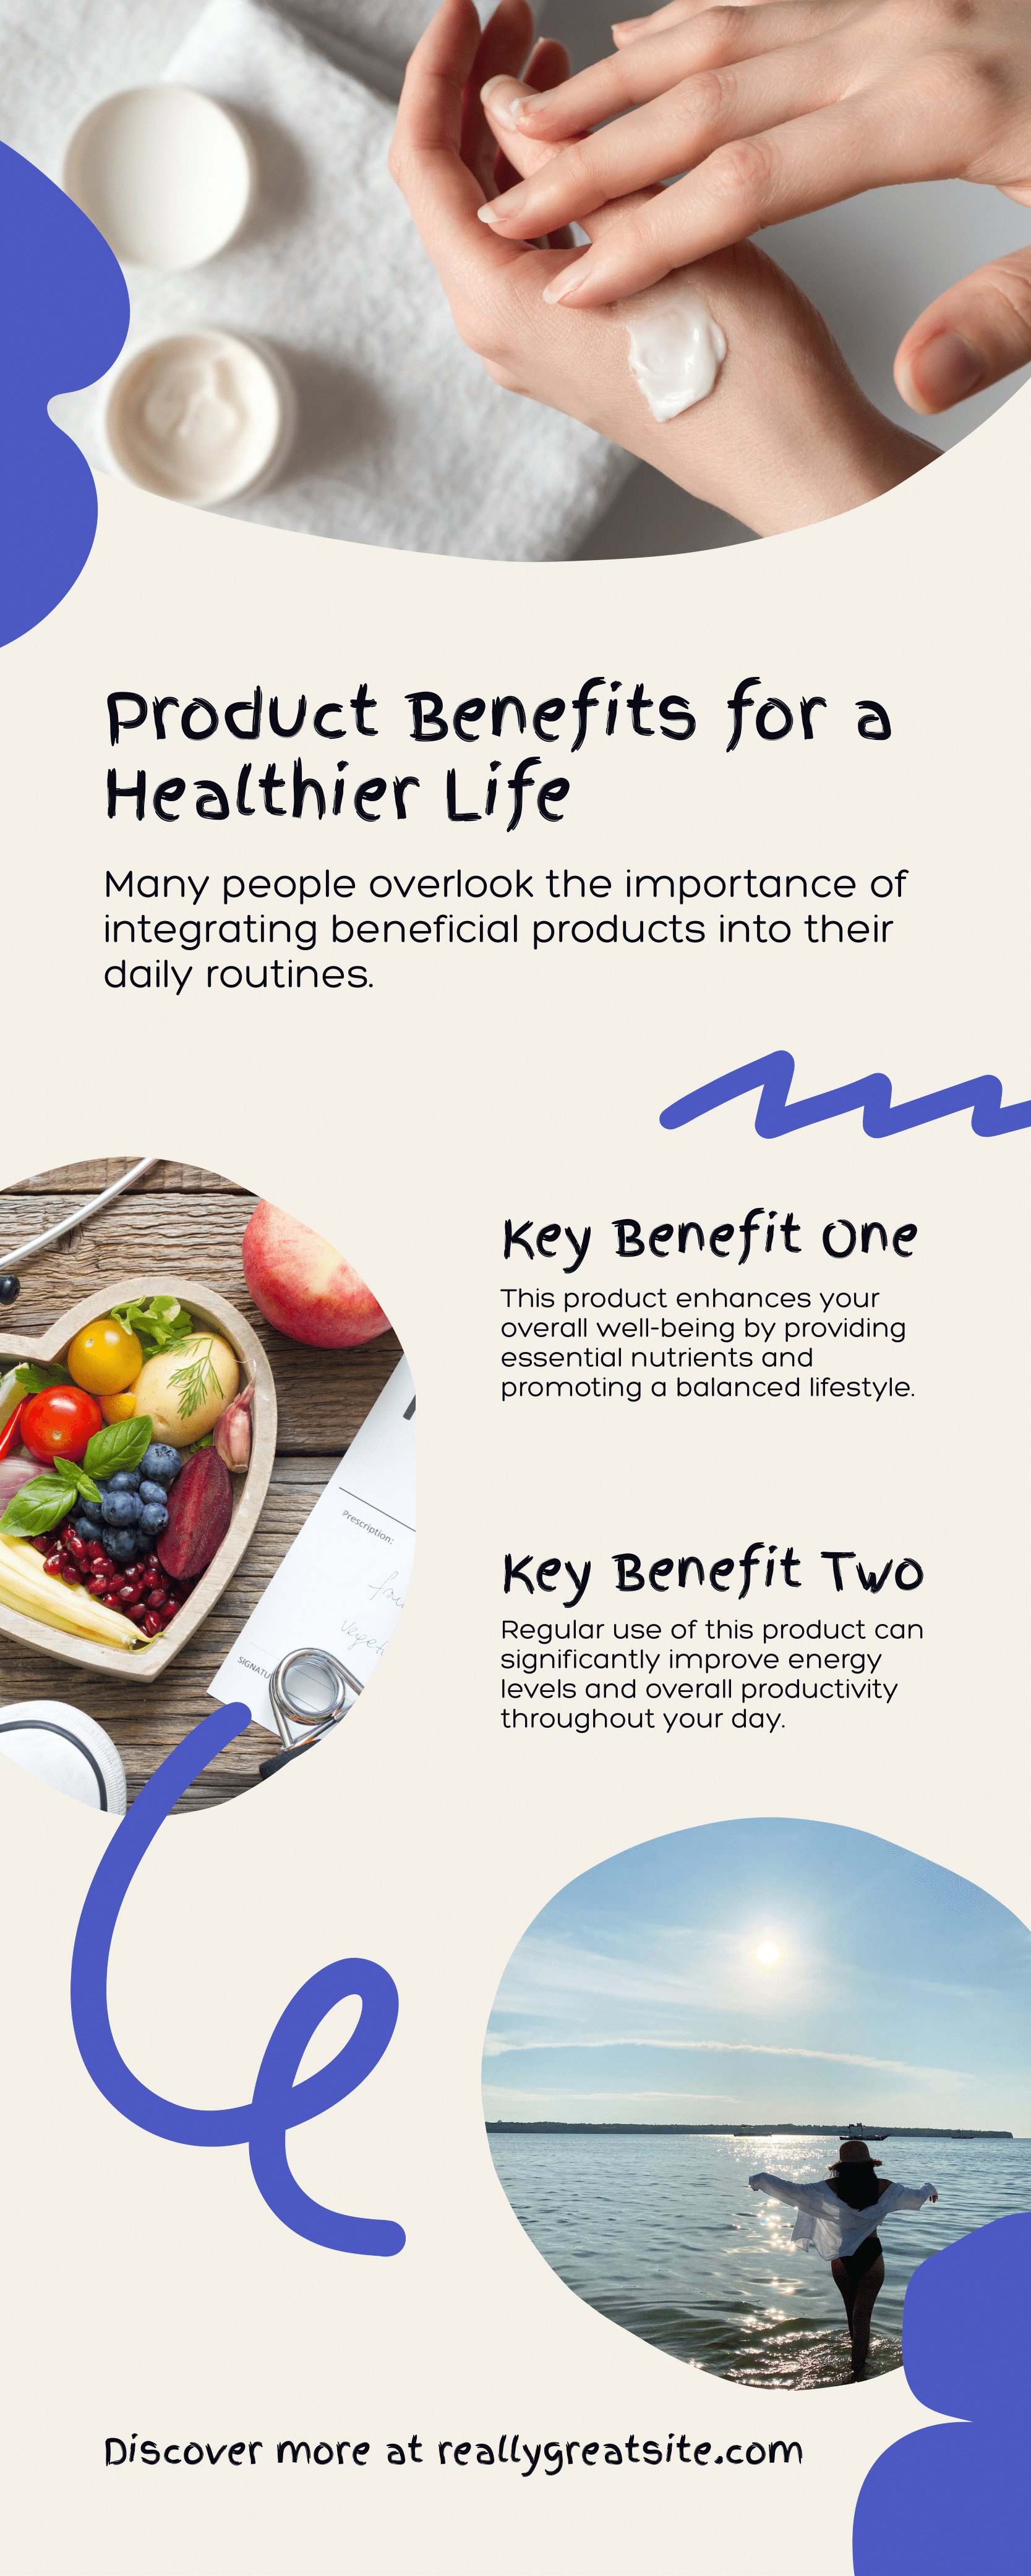 Product Benefits for a
Healthier Life
Many people overlook the importance of
integrating beneficial products into their
daily routines.
Key Benefit One
This product enhances your
overall well-being by providing
essential nutrients and
promoting a balanced lifestyle.
Prescription:
Key Benefit Two
Regular use of this product can
significantly improve energy
levels and overall productivity
throughout your day.
Discover more at reallygreatsite.com